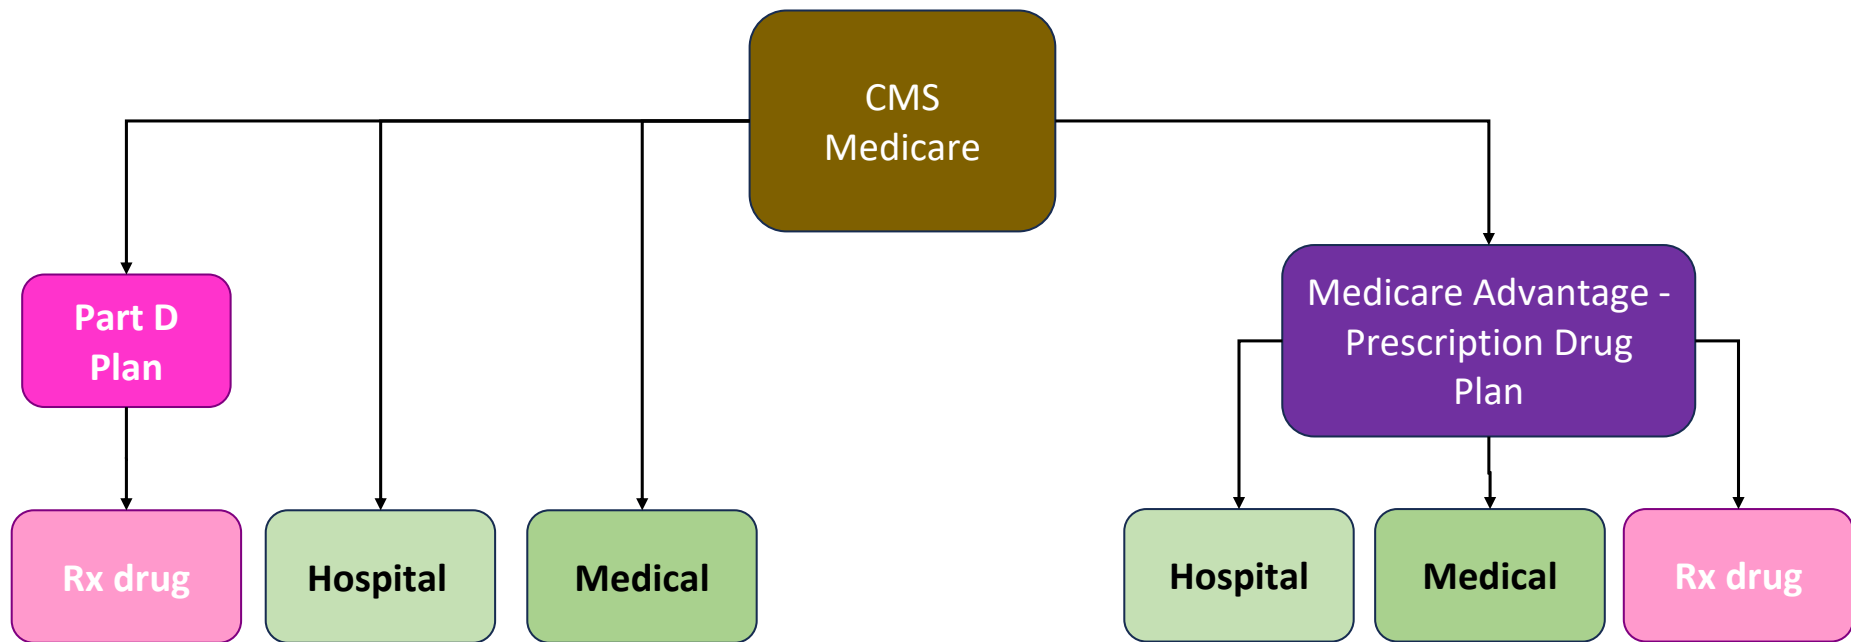 CMS
Medicare
Part D
Plan
Medicare Advantage -
Prescription Drug
Plan
Rx drug
Hospital
Medical
Hospital
Medical
Rx drug